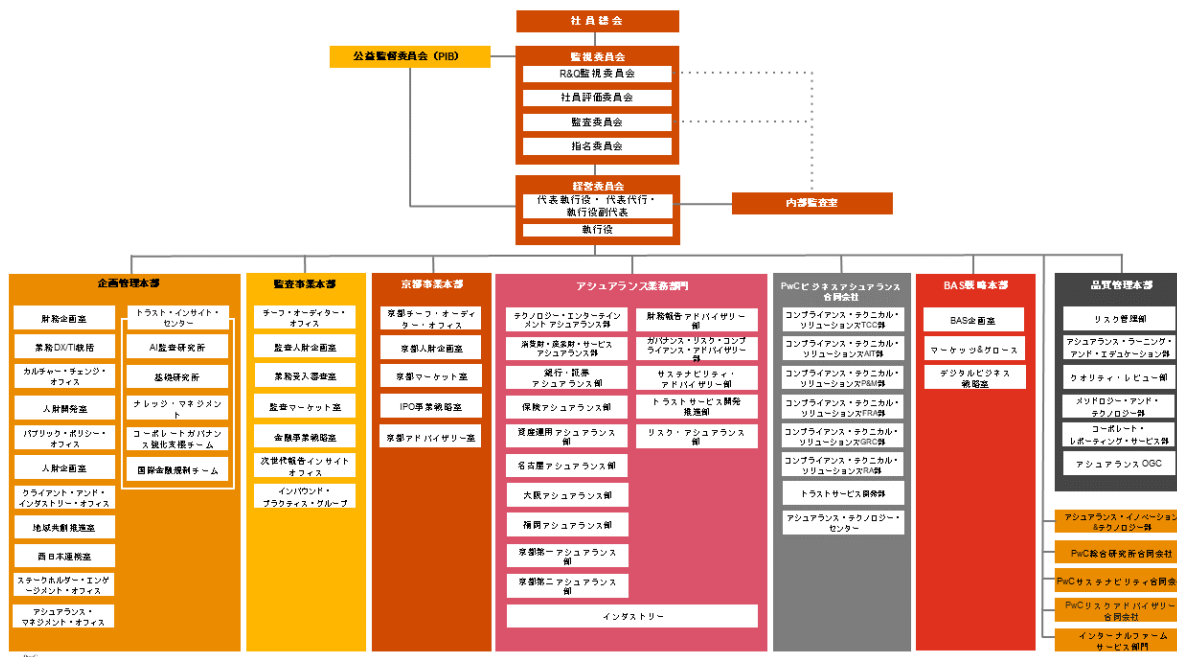 社員総会
公益監督委員会（PIB）
監視委員会
R&Q監視委員会
社員評価委員会
監査委員会
指名委員会
経営委員会
代表執行役・代表代行・
執行役副代表
執行役
内部監査室
企画管理本部
財務企画室
業務DX/TI統括
カルチャー・チェンジ・
オフィス
人財開発室
パブリック・ポリシー・
オフィス
人財企画室
クライアント・アンド・
インダストリー・オフィス
地域共創推進室
西日本連携室
ステークホルダー・エンゲ
ージメント・オフィス
アシュアランス・
マネジメント・オフィス
トラスト・インサイト・
センター
AI監査研究所
基礎研究所
ナレッジ・マネジメン
ト
コーポレートガバナン
ス強化支援チーム
国際金融規制チーム
監査事業本部
チーフ・オーディター・
オフィス
監査人財企画室
業務受入審査室
監査マーケット室
金融事業戦略室
次世代報告インサイト
オフィス
インバウンド・
プラクティス・グループ
京都事業本部
京都チーフ・オーディ
ター・オフィス
京都人財企画室
京都マーケット室
IPO事業戦略室
京都アドバイザリー室
アシュアランス業務部門
テクノロジー・エンターテイン
メント アシュアランス部
消費財・産業財・サービス
アシュアランス部
銀行・証券
アシュアランス部
保険アシュアランス部
資産運用アシュアランス
部
名古屋アシュアランス部
大阪アシュアランス部
福岡アシュアランス部
京都第一アシュアランス
部
京都第二アシュアランス
部
財務報告アドバイザリー
部
ガバナンス・リスク・コンプ
ライアンス・アドバイザリー
部
サステナビリティ・
アドバイザリー部
トラストサービス開発
推進部
リスク・アシュアランス
部
インダストリー
PwCビジネスアシュアランス
合同会社
コンプライアンス・テクニカル・
ソリューションズTCC部
コンプライアンス・テクニカル・
ソリューションズAIT部
コンプライアンス・テクニカル・
ソリューションズP&M部
コンプライアンス・テクニカル・
ソリューションズFRA部
コンプライアンス・テクニカル・
ソリューションズGRC部
コンプライアンス・テクニカル・
ソリューションズRA部
トラストサービス開発部
アシュアランス・テクノロジー・
センター
BAS戦略本部
BAS企画室
マーケッツ&グロース
デジタルビジネス
戦略室
品質管理本部
リスク管理部
アシュアランス・ラーニング・
アンド・エデュケーション部
クオリティ・レビュー部
メソドロジー・アンド・
テクノロジー部
コーポレート・
レポーティング・サービス部
アシュアランスOGC
アシュアランス・イノベーション
&テクノロジー部
PwC総合研究所合同会社
PwCサステナビリティ合同会
PwCリスクアドバイザリー
合同会社
インターナルファーム
サービス部門
PwC